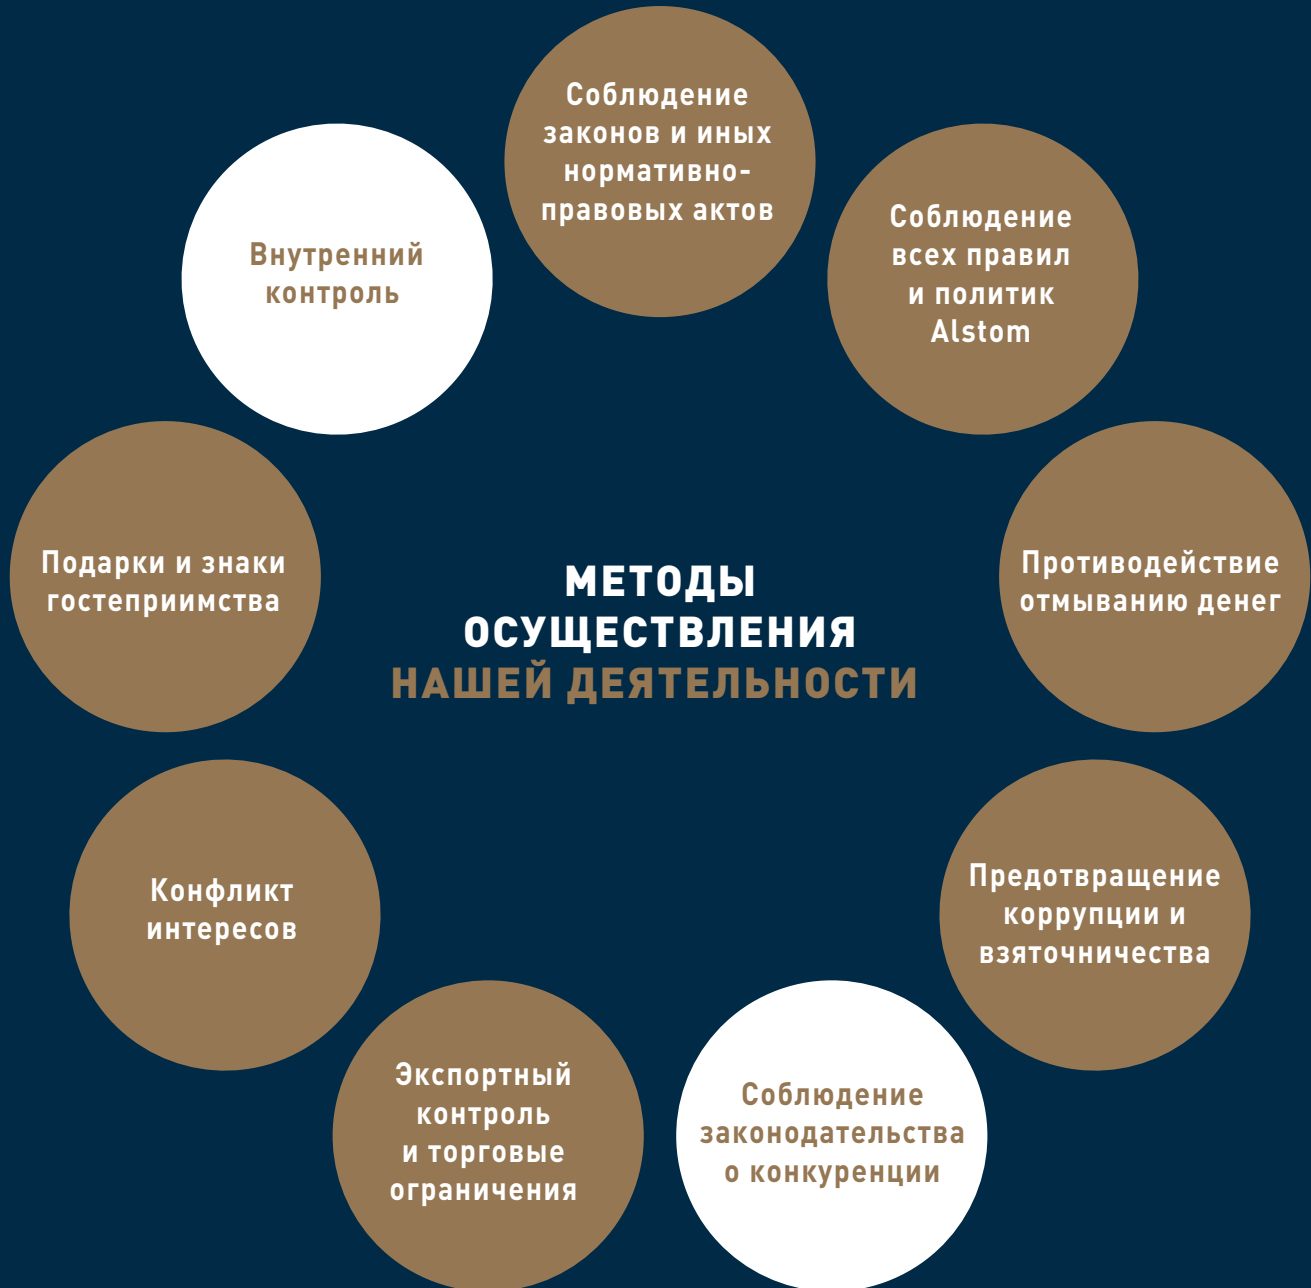 Соблюдение
законов и иных
нормативно-
правовых актов
Соблюдение
всех правил
и политик
Alstom
Внутренний
контроль
Подарки и знаки
гостеприимства
МЕТОДЫ
ОСУЩЕСТВЛЕНИЯ
НАШЕЙ ДЕЯТЕЛЬНОСТИ
Противодействие
отмыванию денег
Конфликт
интересов
Предотвращение
коррупции и
взяточничества
Экспортный
контроль
и торговые
ограничения
Соблюдение
законодательства
о конкуренции